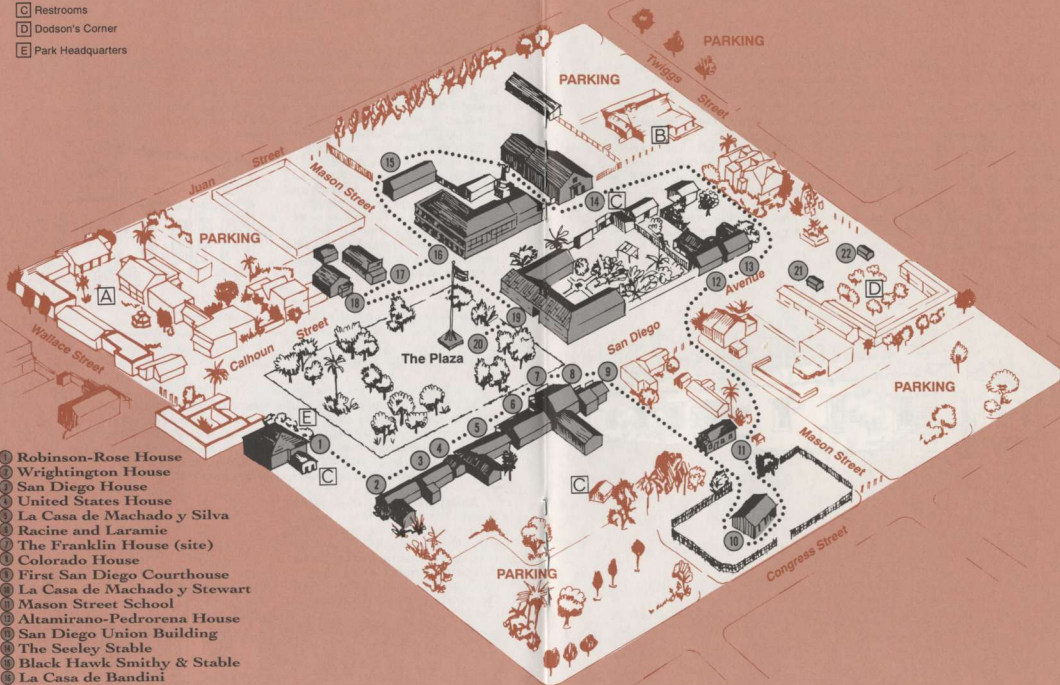 C Restrooms
D Dodson's Corner
E Park Headquarters
PARKING
Twiggs
Street
PARKING
B
15
Juan Street
Mason Street
14
C
PARKING
16
17
18
A
12
13
Avenue
21
22
D
19
20
The Plaza
San Diego
Wallace Street
Calhoun Street
7
8
9
6
5
4
3
2
E
1
C
PARKING
11
Mason Street
C
10
PARKING
Congress Street
1 Robinson-Rose House
2 Wrightington House
3 San Diego House
4 United States House
5 La Casa de Machado y Silva
6 Racine and Laramie
7 The Franklin House (site)
8 Colorado House
9 First San Diego Courthouse
10 La Casa de Machado y Stewart
11 Mason Street School
12 Altamirano-Pedrorena House
13 San Diego Union Building
14 The Seeley Stable
15 Black Hawk Smithy & Stable
16 La Casa de Bandini